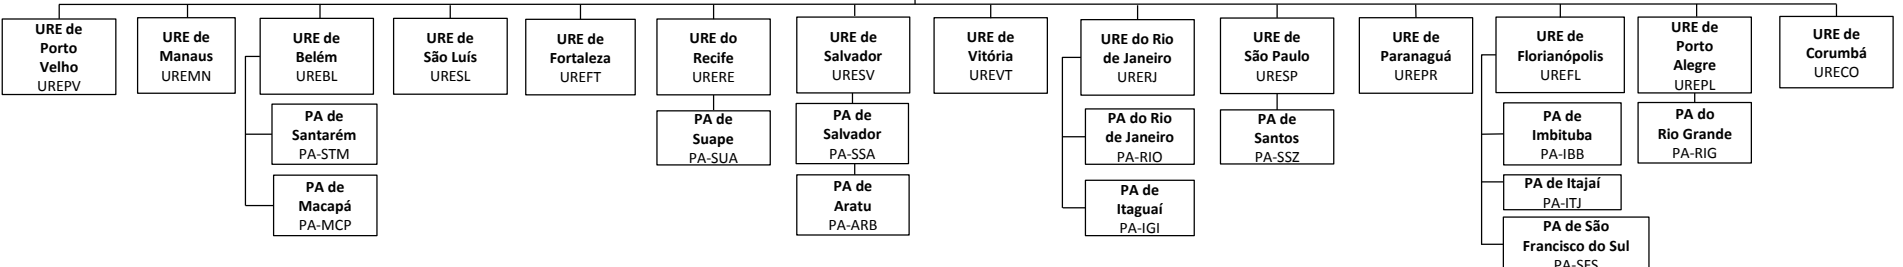 URE de
Porto
Velho
UREPV
URE de
Manaus
UREMN
URE de
Belém
UREBL
URE de
São Luís
URESL
URE de
Fortaleza
UREFT
URE do
Recife
URERE
URE de
Salvador
URESV
URE de
Vitória
UREVT
URE do Rio
de Janeiro
URERJ
URE de
São Paulo
URESP
URE de
Paranaguá
UREPR
URE de
Florianópolis
UREFL
URE de
Porto
Alegre
UREPL
URE de
Corumbá
URECO
PA de
Santarém
PA-STM
PA de
Macapá
PA-MCP
PA de
Suape
PA-SUA
PA de
Salvador
PA-SSA
PA de
Aratu
PA-ARB
PA do Rio
de Janeiro
PA-RIO
PA de
Itaguaí
PA-IGI
PA de
Santos
PA-SSZ
PA de
Imbituba
PA-IBB
PA de Itajaí
PA-ITJ
PA de São
Francisco do Sul
PA-SFS
PA do
Rio Grande
PA-RIG